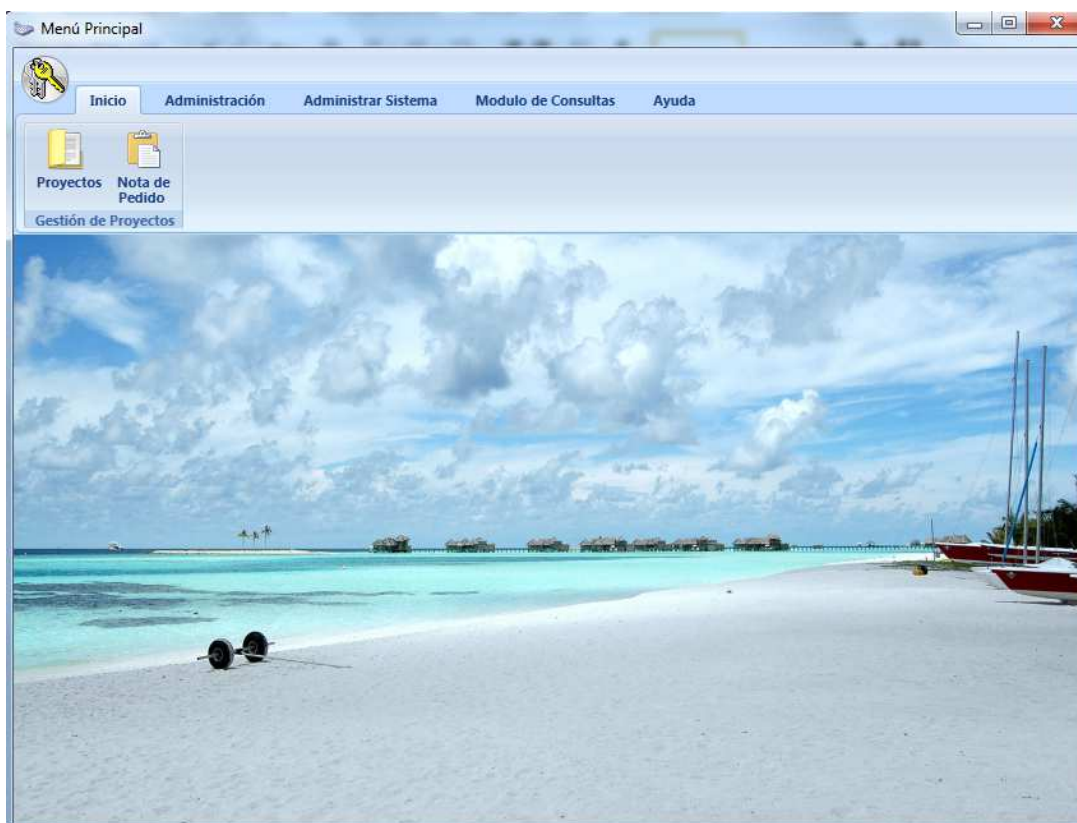 Menú Principal
Inicio Administración Administrar Sistema Modulo de Consultas Ayuda
Proyectos Nota de
Pedido
Gestión de Proyectos